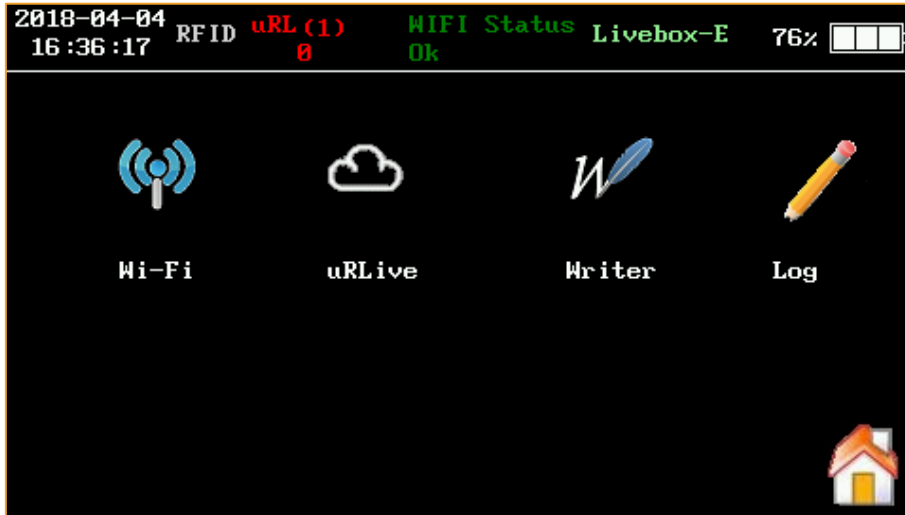 2018-04-04 RFID uRL(1) WIFI Status Livebox-E 76%
16:36:17 0 Ok
Wi-Fi uRLive Writer Log